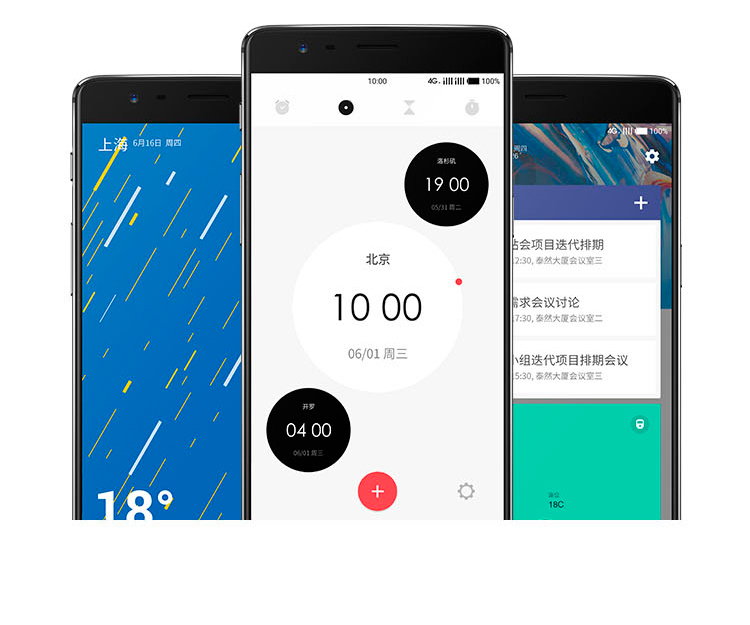 上海 6月16日 周四
18°
10:00 4G 100%
洛杉矶
19 00
05/31 周二
北京
10 00
06/01 周三
开罗
04 00
06/01 周三
4G 100%
周四
站会项目迭代排期
12:30, 泰然大厦会议室三
需求会议讨论
17:30, 泰然大厦会议室二
小组迭代项目排期会议
15:30, 泰然大厦会议室三
18C